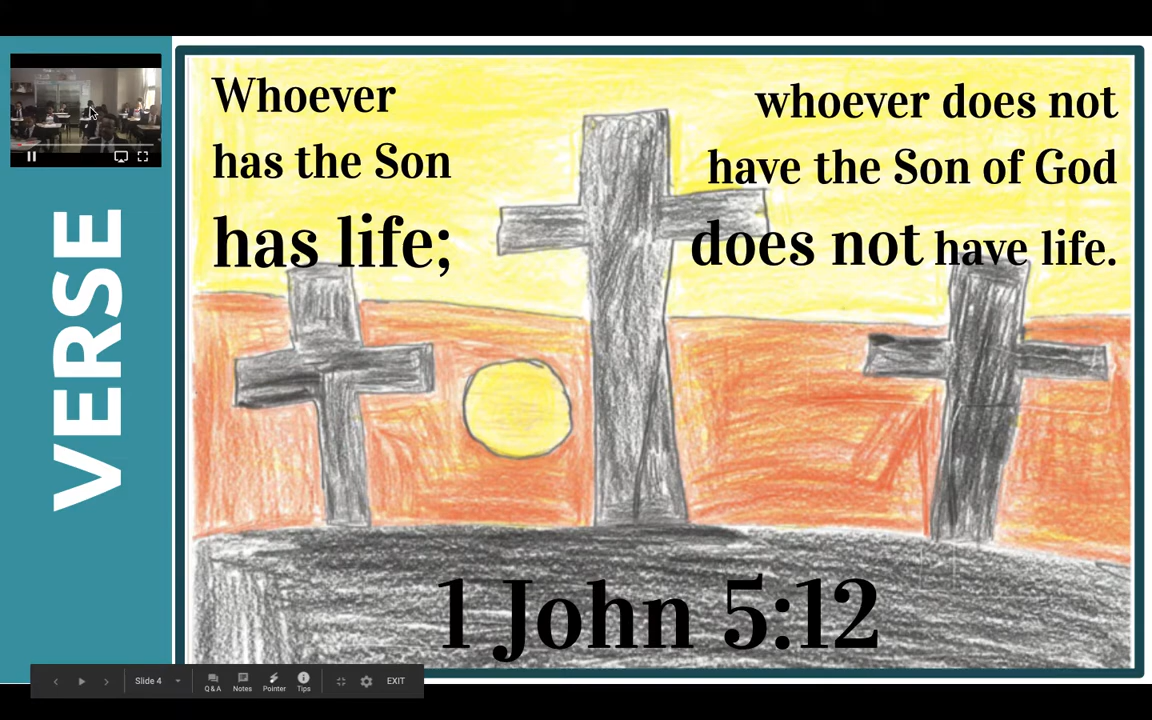 VERSE
Whoever
has the Son
has life;
whoever does not
have the Son of God
does not have life.
1 John 5:12
Slide 4
Q&A
Notes
Pointer
Tips
EXIT